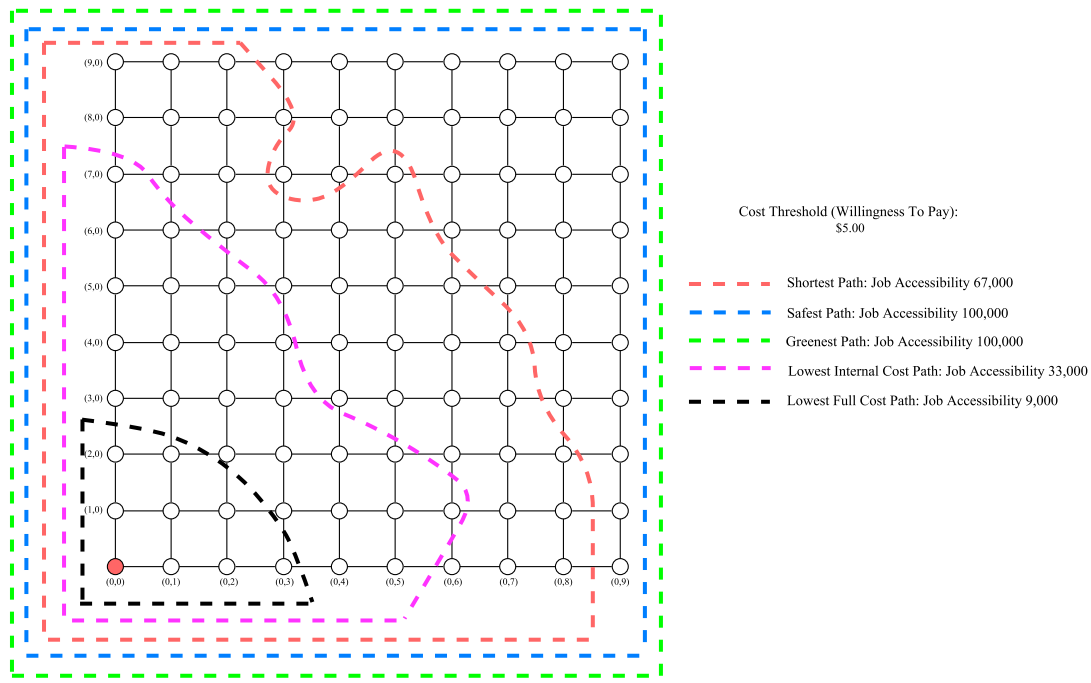 (9,0)
(8,0)
(7,0)
(6,0)
(5,0)
(4,0)
(3,0)
(2,0)
(1,0)
(0,0) (0,1) (0,2) (0,3) (0,4) (0,5) (0,6) (0,7) (0,8) (0,9)
Cost Threshold (Willingness To Pay):
$5.00
Shortest Path: Job Accessibility 67,000
Safest Path: Job Accessibility 100,000
Greenest Path: Job Accessibility 100,000
Lowest Internal Cost Path: Job Accessibility 33,000
Lowest Full Cost Path: Job Accessibility 9,000